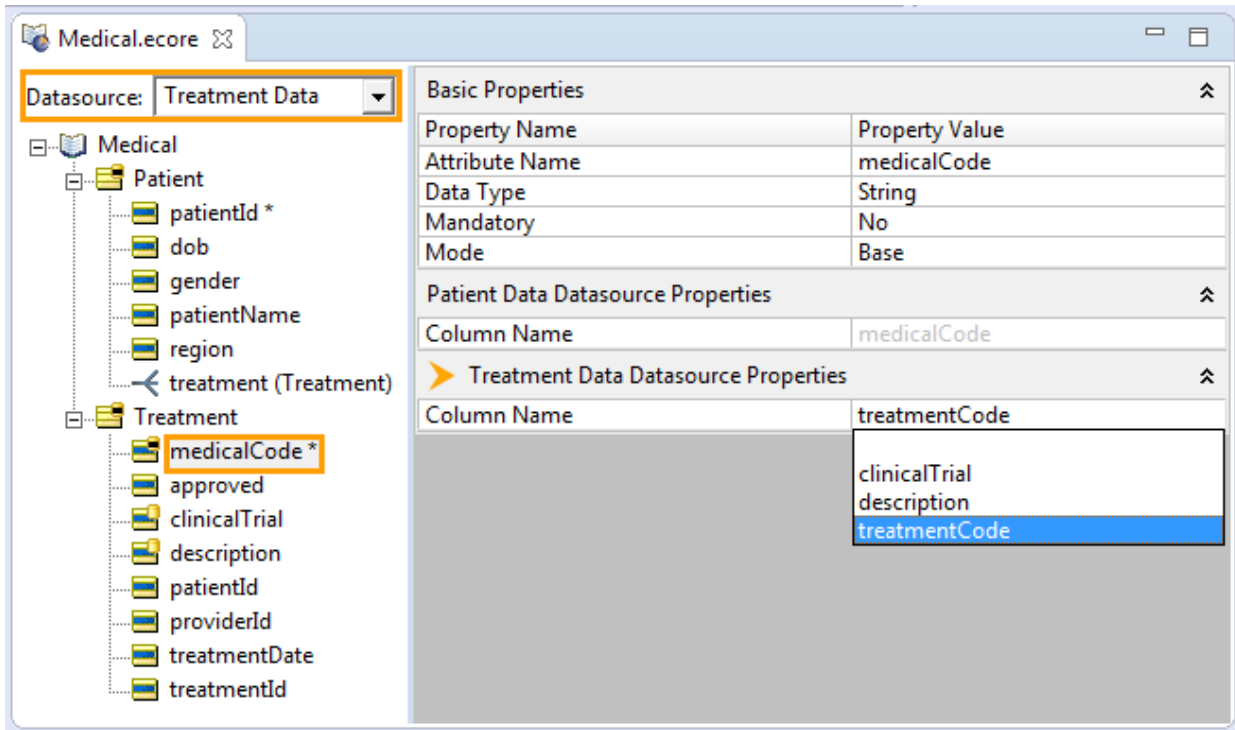 Medical.ecore
Datasource: Treatment Data
Medical
Patient
patientId *
dob
gender
patientName
region
treatment (Treatment)
Treatment
medicalCode *
approved
clinicalTrial
description
patientId
providerId
treatmentDate
treatmentId
Basic Properties
Property Name Property Value
Attribute Name medicalCode
Data Type String
Mandatory No
Mode Base
Patient Data Datasource Properties
Column Name medicalCode
Treatment Data Datasource Properties
Column Name treatmentCode
clinicalTrial
description
treatmentCode